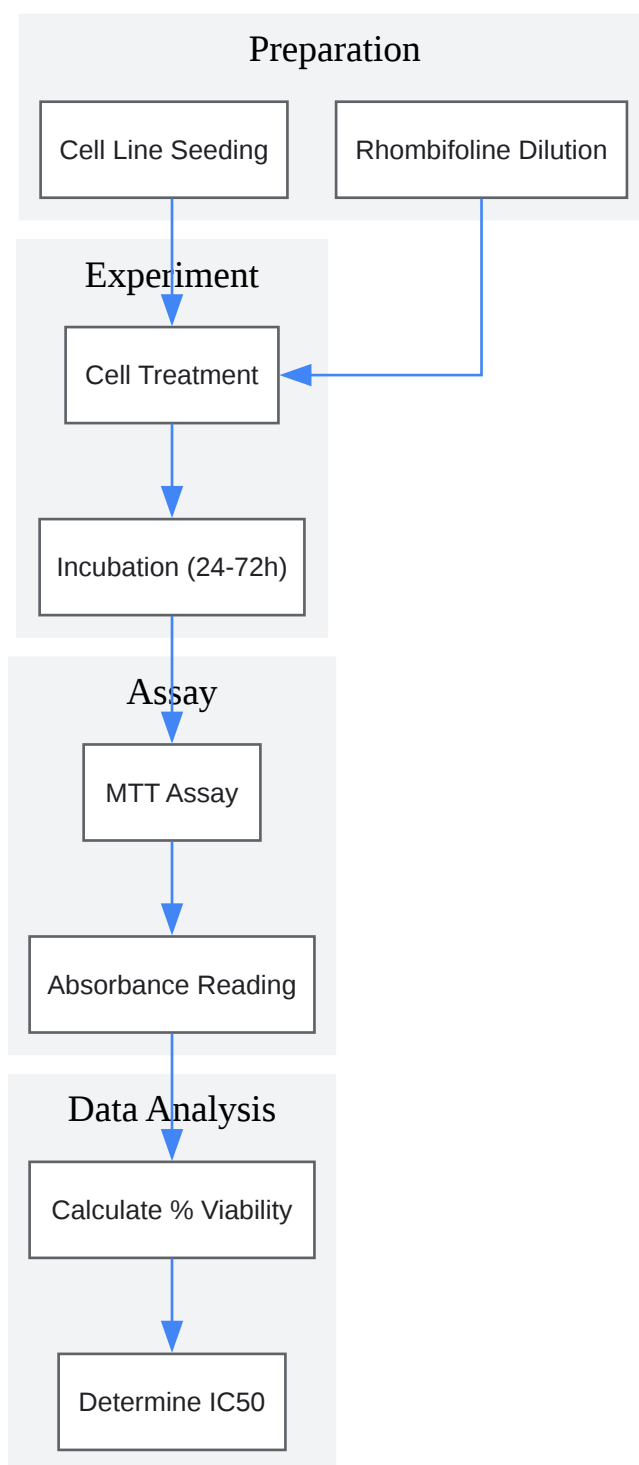 Preparation
Cell Line Seeding
Rhombifoline Dilution
Experiment
Cell Treatment
Incubation (24-72h)
Assay
MTT Assay
Absorbance Reading
Data Analysis
Calculate % Viability
Determine IC50